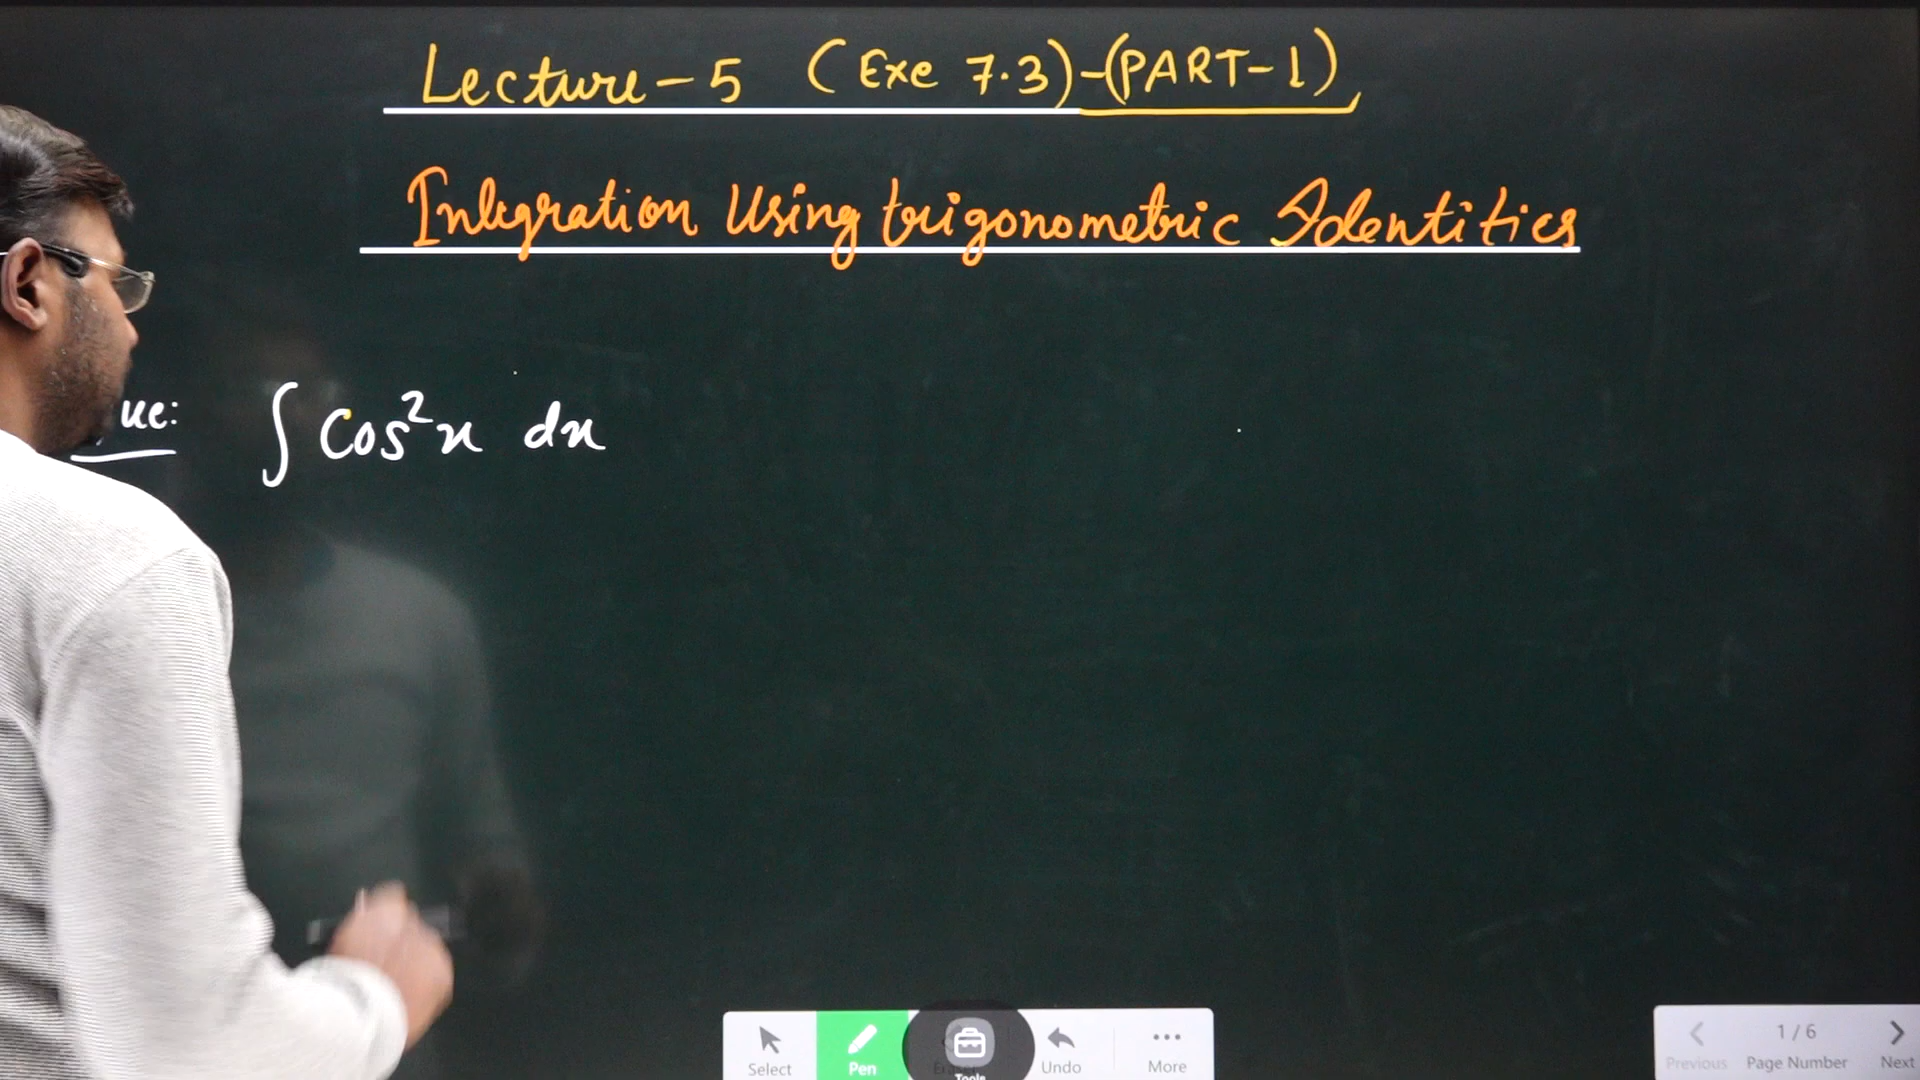 Lecture-5 (Exe 7.3)-(PART-1)
Integration Using trigonometric Identities
ue: ∫ Cos²x dx
Select
Pen
Tools
Undo
More
Previous
1 / 6
Page Number
Next